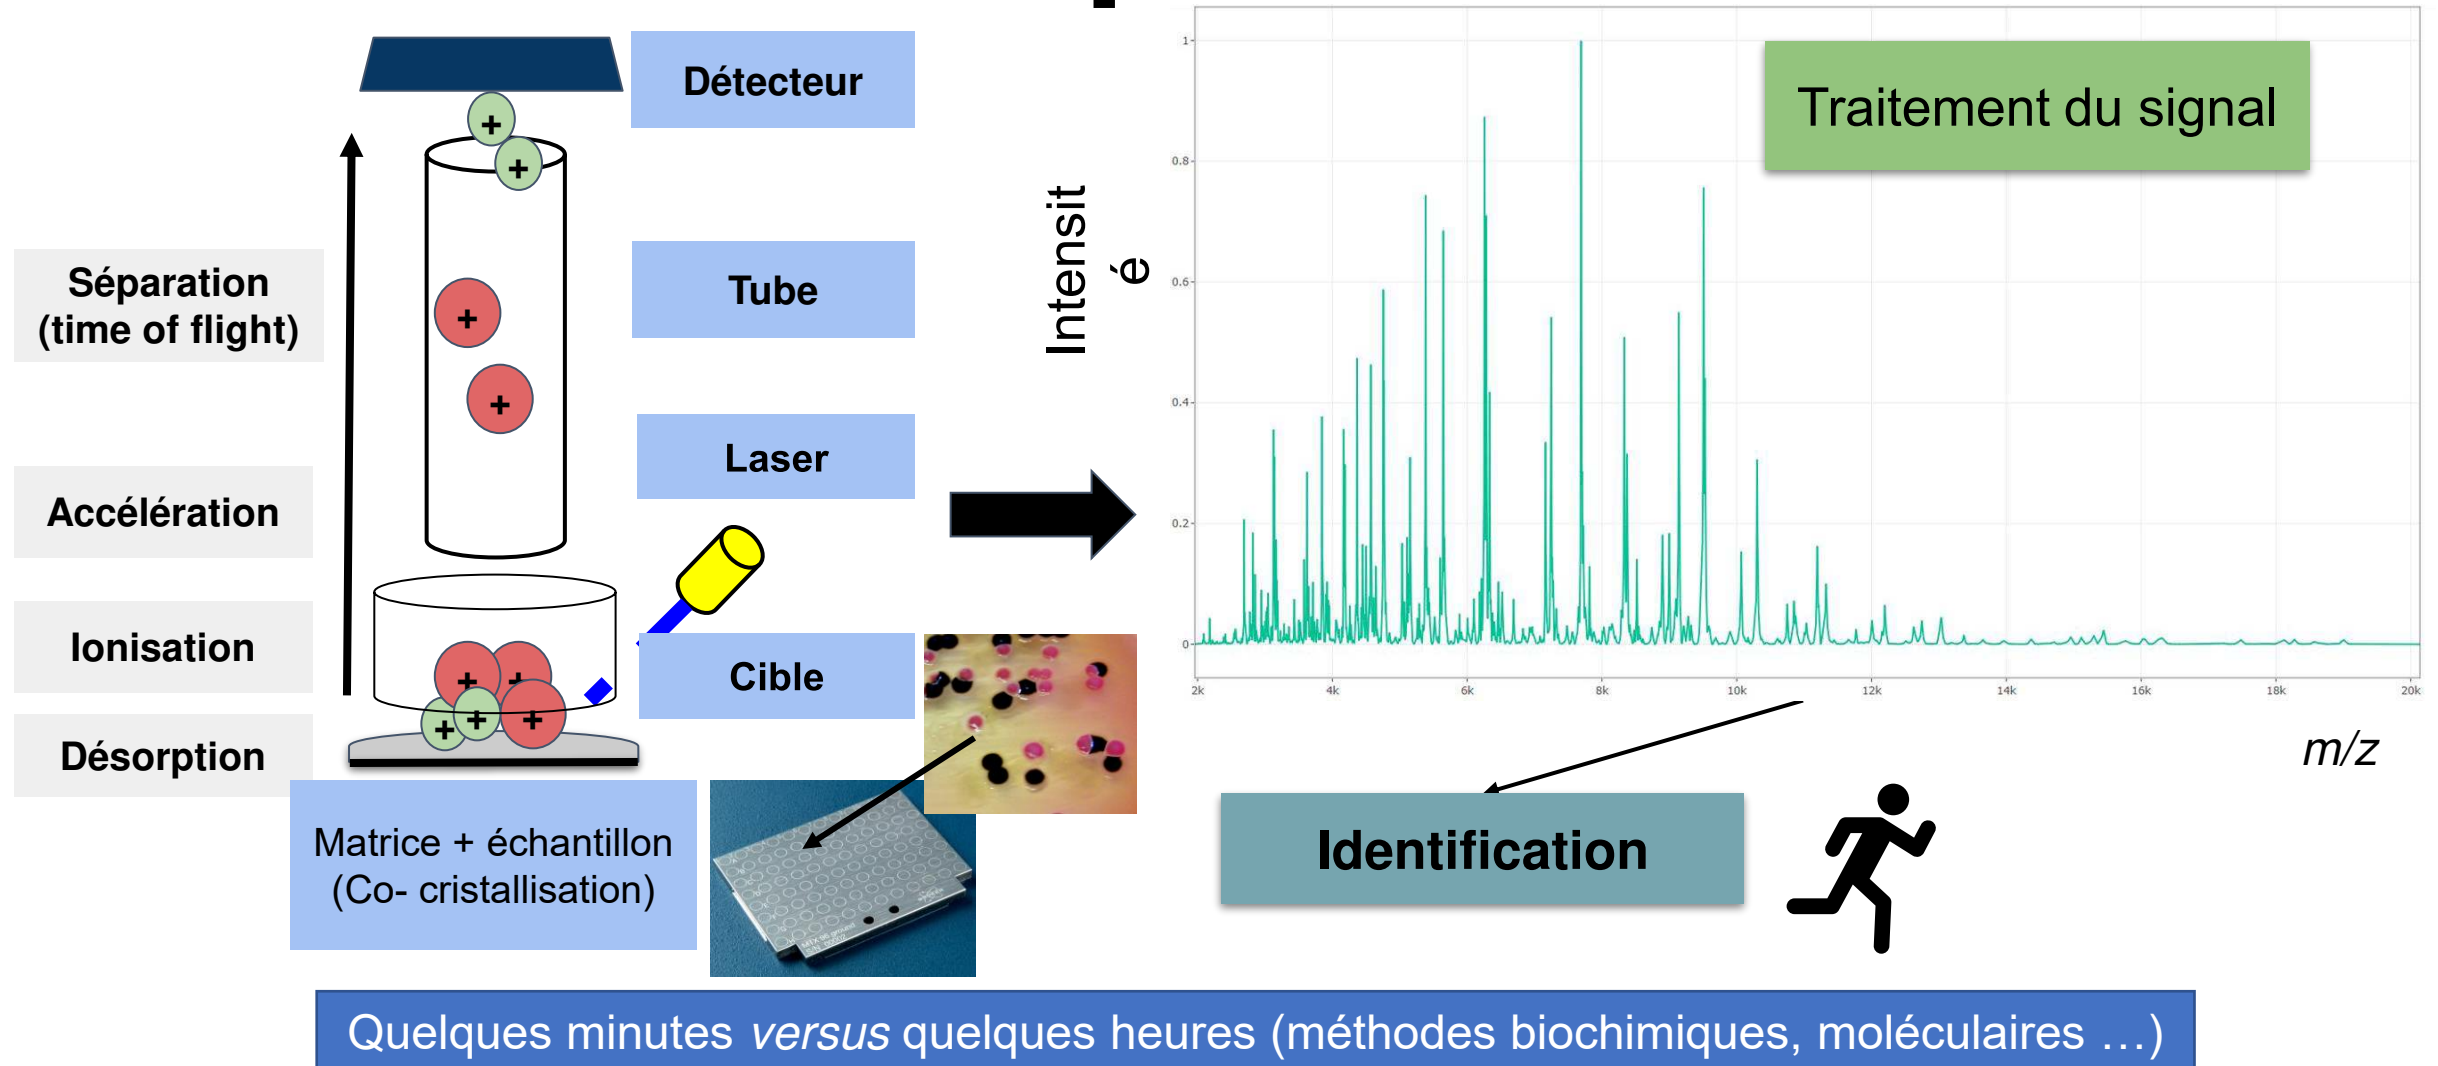 Détecteur
Traitement du signal
Séparation
(time of flight)
Tube
Laser
Accélération
Ionisation
Cible
Désorption
Matrice + échantillon
(Co- cristallisation)
+
+
+
+
+
+
+
+
+
Intensit
é
1
0.8
0.6
0.4
0.2
0
2k
4k
6k
8k
10k
12k
14k
16k
18k
20k
m/z
Identification
Quelques minutes versus quelques heures (méthodes biochimiques, moléculaires …)